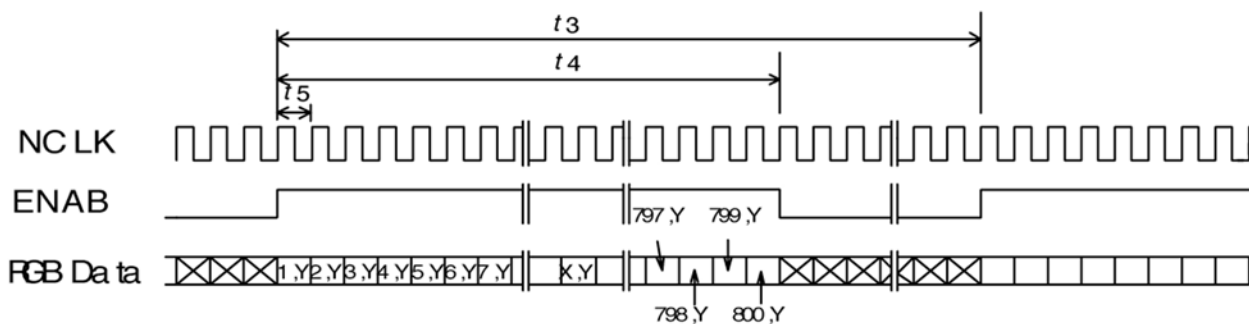 t3
t4
t5
NCLK
ENAB
797,Y 799,Y
RGB Data 1,Y 2,Y 3,Y 4,Y 5,Y 6,Y 7,Y X,Y
798,Y 800,Y